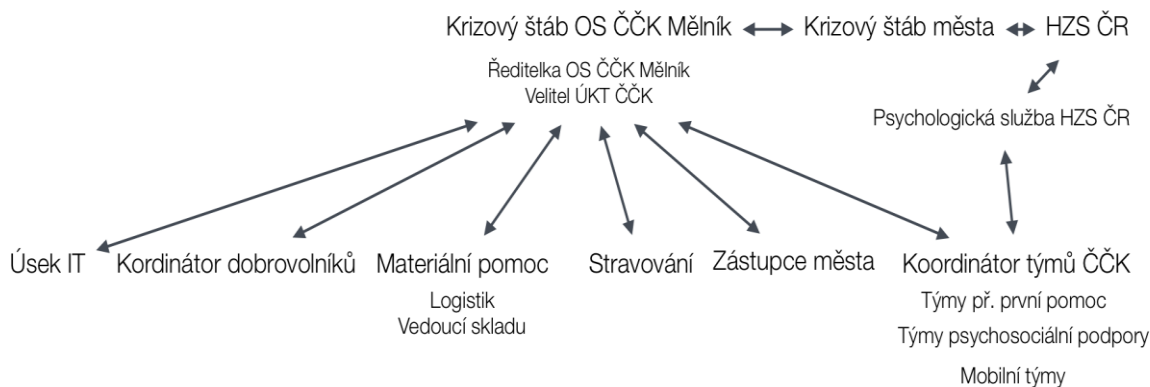 Krizový štáb OS ČČK Mělník Krizový štáb města HZS ČR
Ředitelka OS ČČK Mělník
Velitel ÚKT ČČK
Psychologická služba HZS ČR
Úsek IT Kordinátor dobrovolníků Materiální pomoc Stravování Zástupce města Koordinátor týmů ČČK
Logistik
Vedoucí skladu
Týmy př. první pomoc
Týmy psychosociální podpory
Mobilní týmy